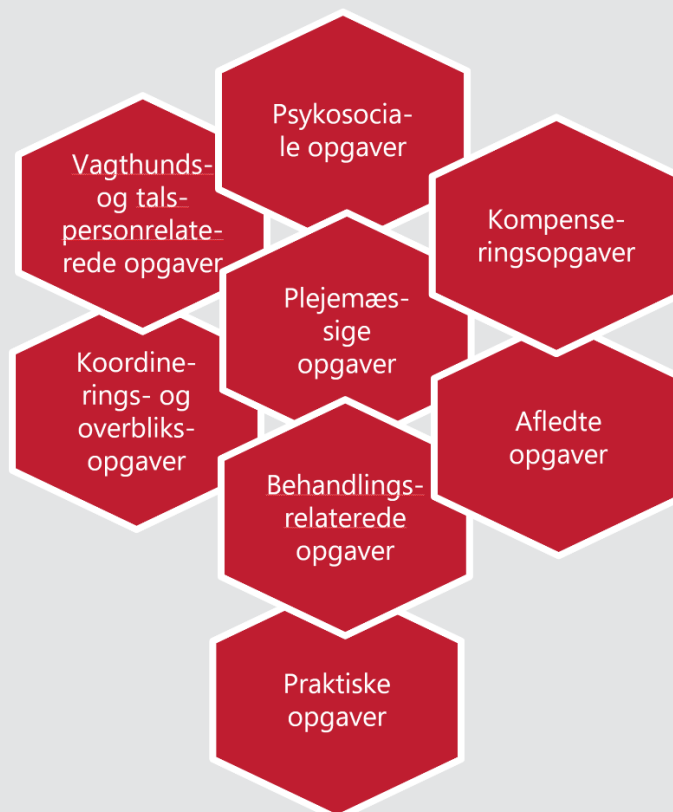 Psykosocia-
le opgaver
Vagthunds-
og tals-
personrelate-
rede opgaver
Kompense-
ringsopgaver
Plejemæs-
sige
opgaver
Koordine-
rings- og
overbliks-
opgaver
Afledte
opgaver
Behandlings-
relaterede
opgaver
Praktiske
opgaver